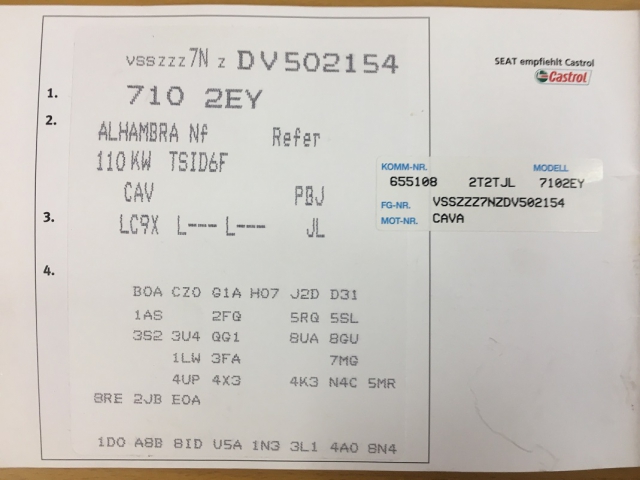 VSSZZZ7N Z DV502154
SEAT empfiehlt Castrol
Castrol
1. 710 2EY
2. ALHAMBRA Nf Refer
110KW TSID6F
CAV PBJ
3. LC9X L--- L--- JL
KOMM-NR. MODELL
655108 2T2TJL 7102EY
FG-NR. VSSZZZ7NZDV502154
MOT-NR. CAVA
4.
B0A CZ0 G1A H07 J2D D31
1AS 2FQ 5RQ 5SL
3S2 3U4 QG1 8UA 8GU
1LW 3FA 7MG
4UP 4X3 4K3 N4C 5MR
8RE 2JB E0A
1D0 A8B 8ID U5A 1N3 3L1 4A0 8N4